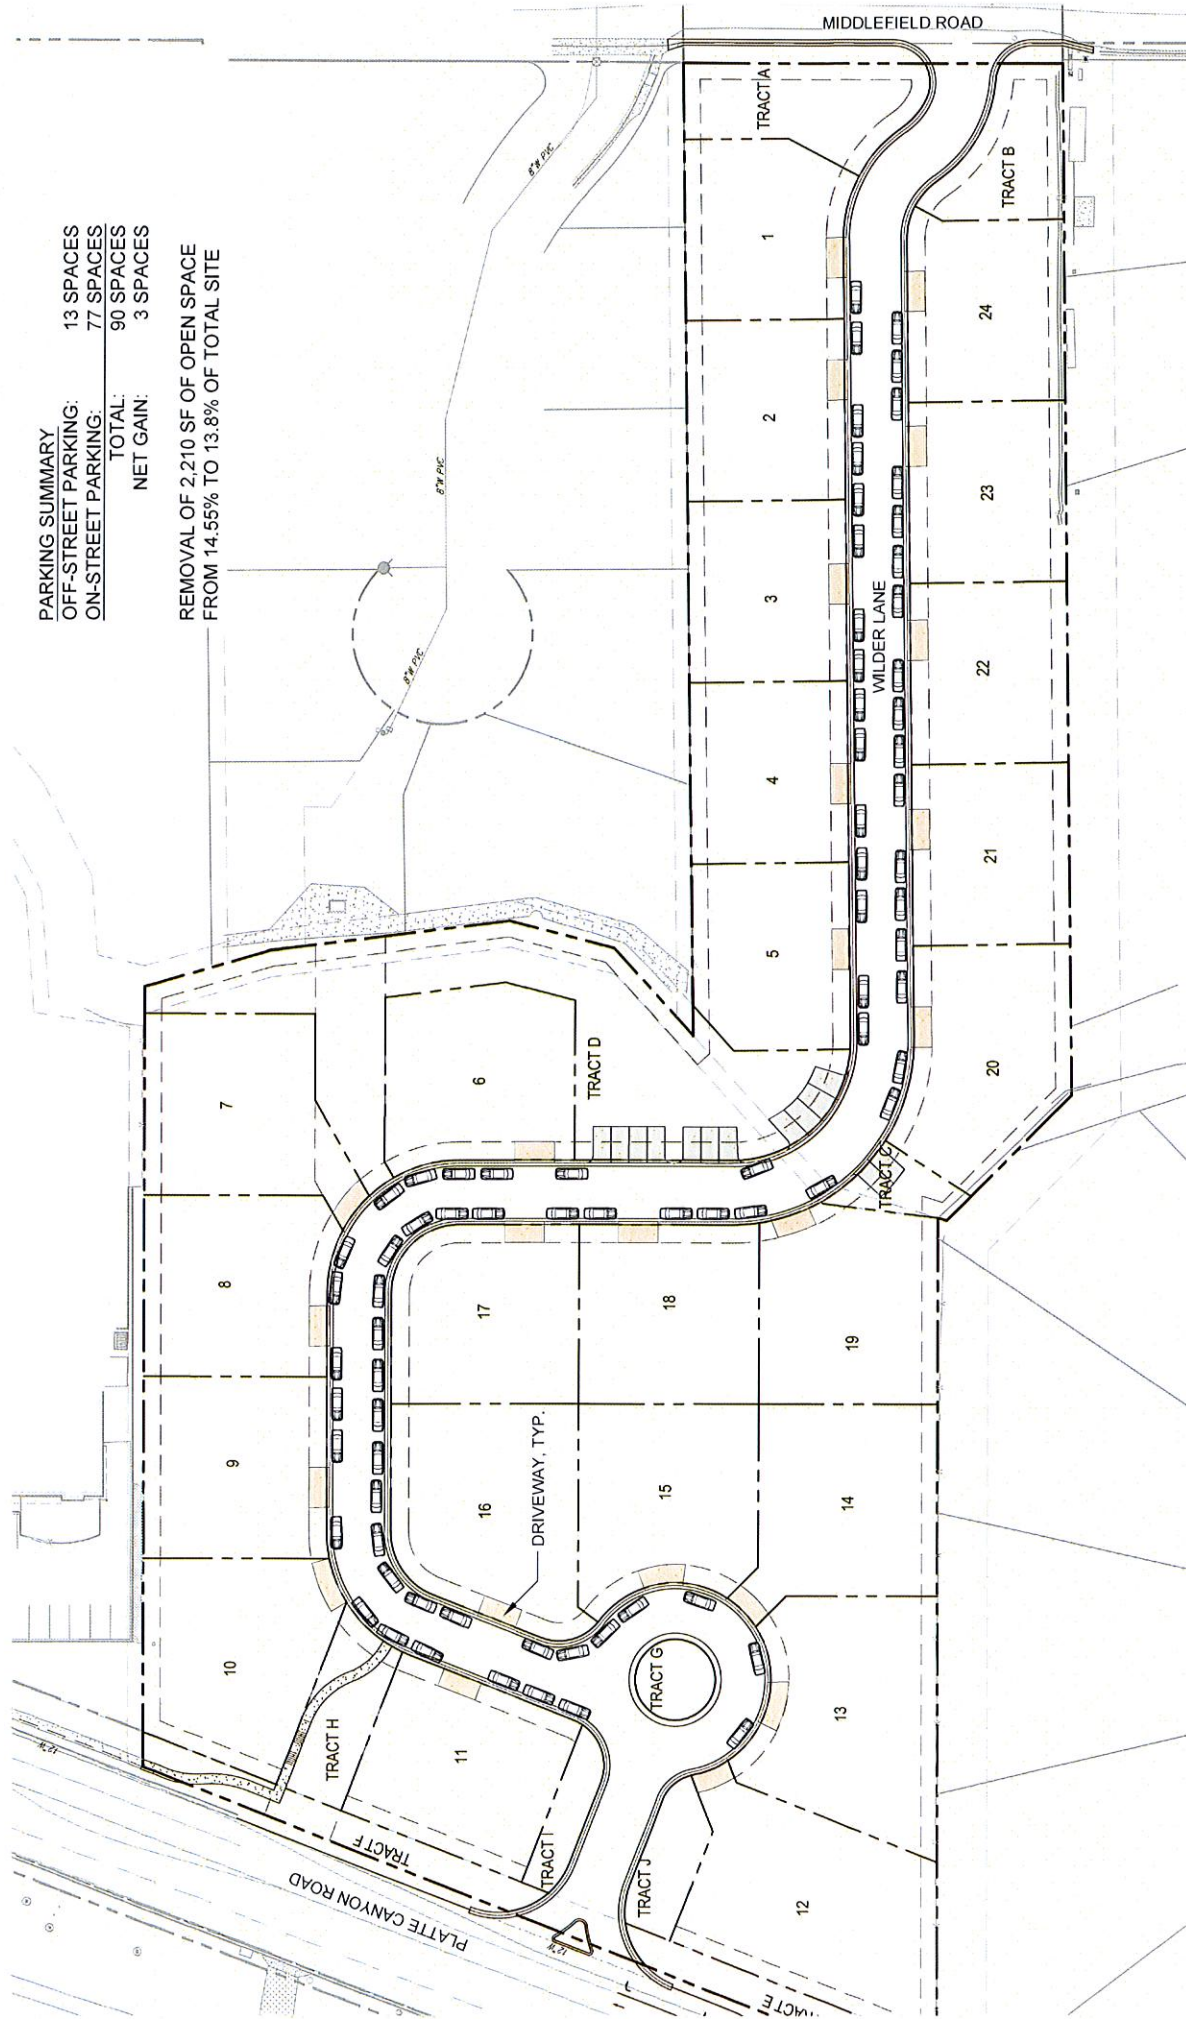 MIDDLEFIELD ROAD
PARKING SUMMARY
OFF-STREET PARKING: 13 SPACES
ON-STREET PARKING: 77 SPACES
TOTAL: 90 SPACES
NET GAIN: 3 SPACES
REMOVAL OF 2,210 SF OF OPEN SPACE
FROM 14.55% TO 13.8% OF TOTAL SITE
8"W PVC
8"W PVC
8"W PVC
TRACT A
TRACT B
1
2
3
4
5
24
23
22
21
20
WILDER LANE
TRACT C
TRACT D
6
7
8
9
10
11
17
18
19
16
15
14
13
12
DRIVEWAY, TYP.
TRACT G
TRACT H
TRACT I
TRACT J
TRACT F
PLATTE CANYON ROAD
12"W
12"W